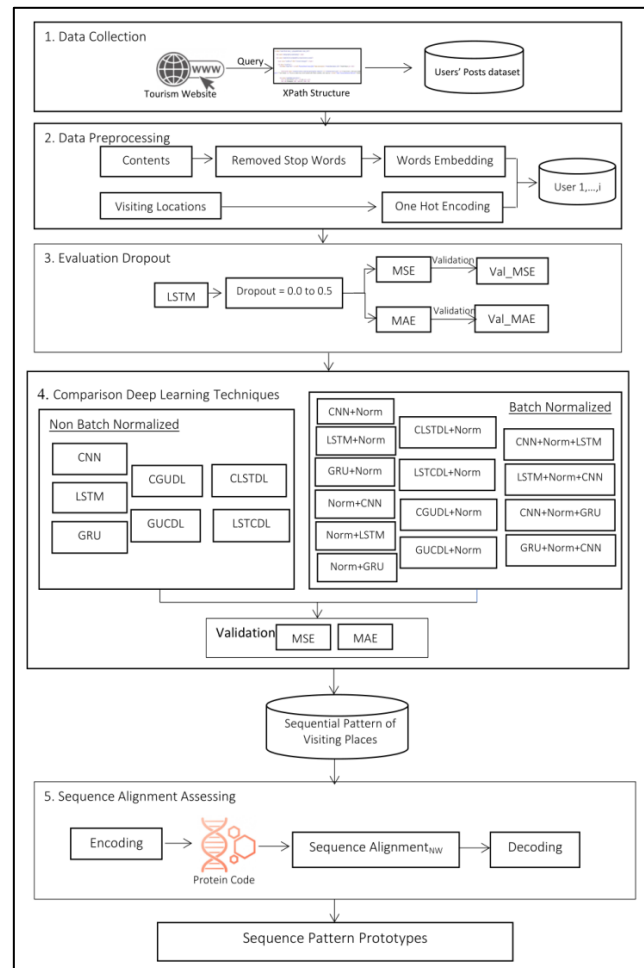 1. Data Collection
Query
WWW
Tourism Website
XPath Structure
Users' Posts dataset
2. Data Preprocessing
Contents
Removed Stop Words
Words Embedding
Visiting Locations
One Hot Encoding
User 1,...,i
3. Evaluation Dropout
LSTM
Dropout = 0.0 to 0.5
MSE
Validation
Val_MSE
MAE
Validation
Val_MAE
4. Comparison Deep Learning Techniques
Non Batch Normalized
CNN
LSTM
GRU
CGUDL
GUCDL
CLSTDL
LSTCDL
Batch Normalized
CNN+Norm
LSTM+Norm
GRU+Norm
Norm+CNN
Norm+LSTM
Norm+GRU
CLSTDL+Norm
LSTCDL+Norm
CGUDL+Norm
GUCDL+Norm
CNN+Norm+LSTM
LSTM+Norm+CNN
CNN+Norm+GRU
GRU+Norm+CNN
Validation
MSE
MAE
Sequential Pattern of
Visiting Places
5. Sequence Alignment Assessing
Encoding
Protein Code
Sequence AlignmentNW
Decoding
Sequence Pattern Prototypes